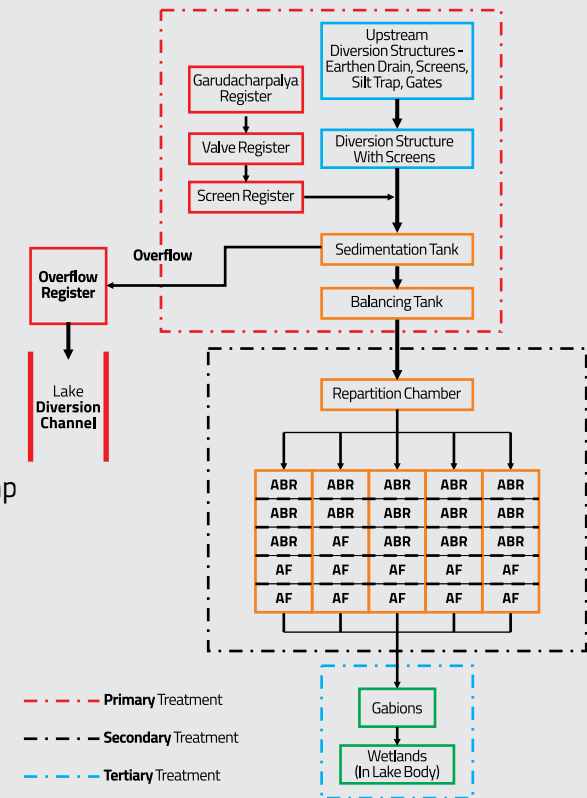 Upstream
Diversion Structures -
Earthen Drain, Screens,
Silt Trap, Gates
Garudacharpalya
Register
Valve Register
Diversion Structure
With Screens
Screen Register
Sedimentation Tank
Overflow
Overflow
Register
Balancing Tank
Lake
Diversion
Channel
Repartition Chamber
ABR ABR ABR ABR ABR
ABR ABR ABR ABR ABR
ABR AF ABR ABR ABR
AF AF AF AF AF
AF AF AF AF AF
Gabions
Wetlands
(In Lake Body)
Primary Treatment
Secondary Treatment
Tertiary Treatment